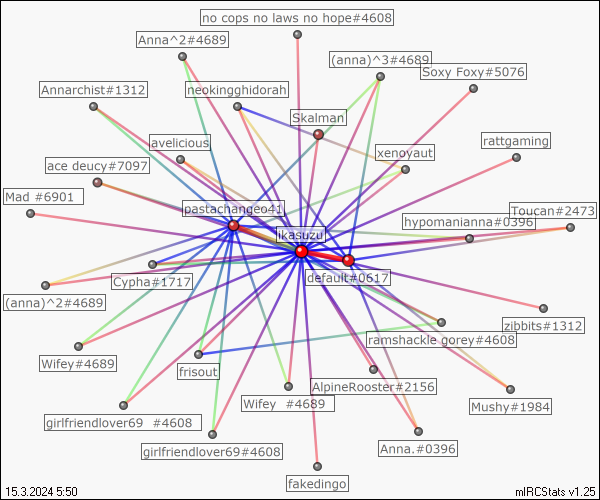 no cops no laws no hope#4608
Anna^2#4689
(anna)^3#4689
Soxy Foxy#5076
Annarchist#1312
neokingghidorah
Skalman
avelicious
xenoyaut
rattgaming
ace deucy#7097
Mad #6901
pastachangeo41
Toucan#2473
hypomanianna#0396
ikasuzu
default#0617
Cypha#1717
(anna)^2#4689
zibbits#1312
ramshackle gorey#4608
Wifey#4689
frisout
AlpineRooster#2156
Wifey #4689
Mushy#1984
girlfriendlover69 #4608
girlfriendlover69#4608
Anna.#0396
fakedingo
15.3.2024 5:50
mIRCStats v1.25